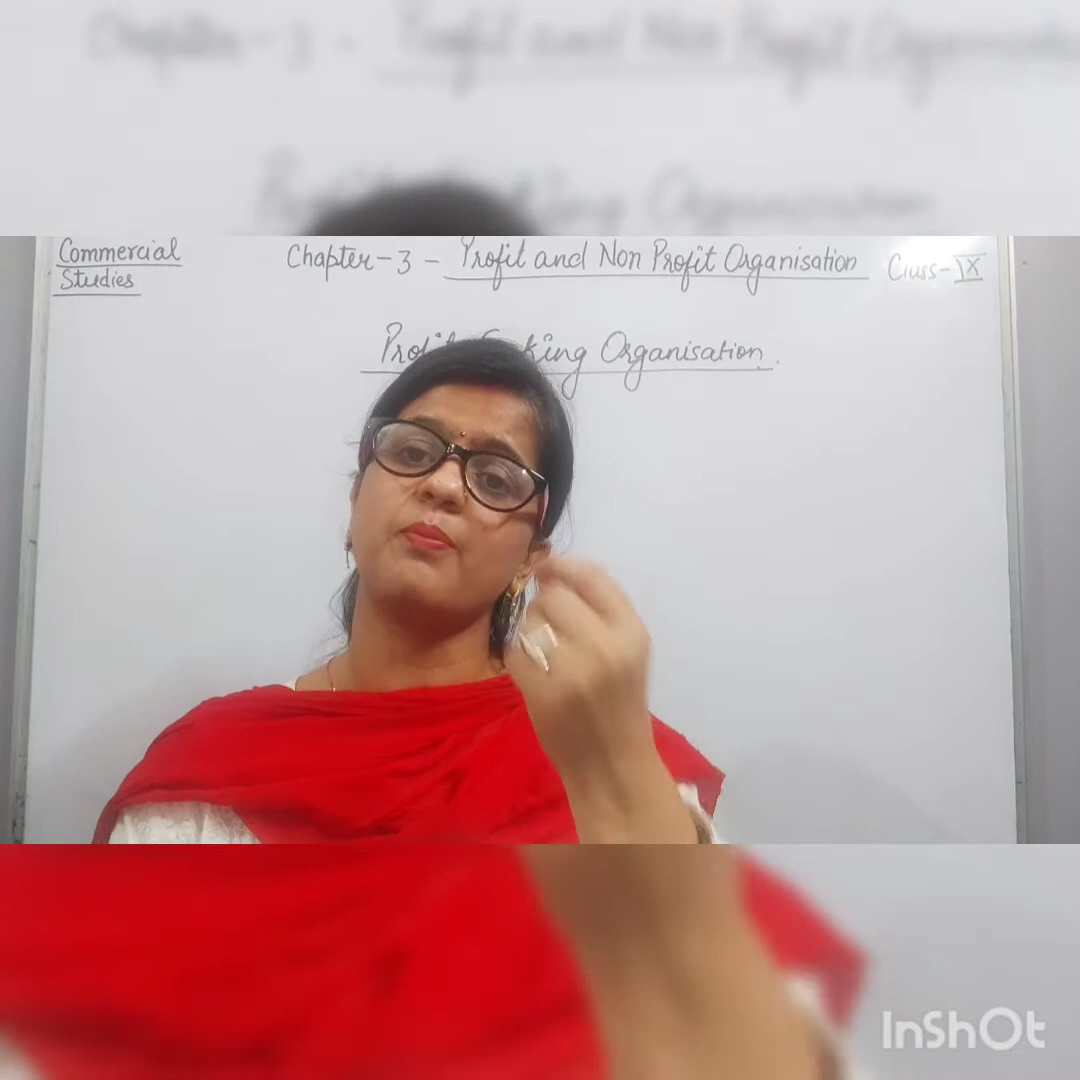 Commercial
Studies
Chapter-3 - Profit and Non Profit Organisation
Class-IX
Organisation
InShOt